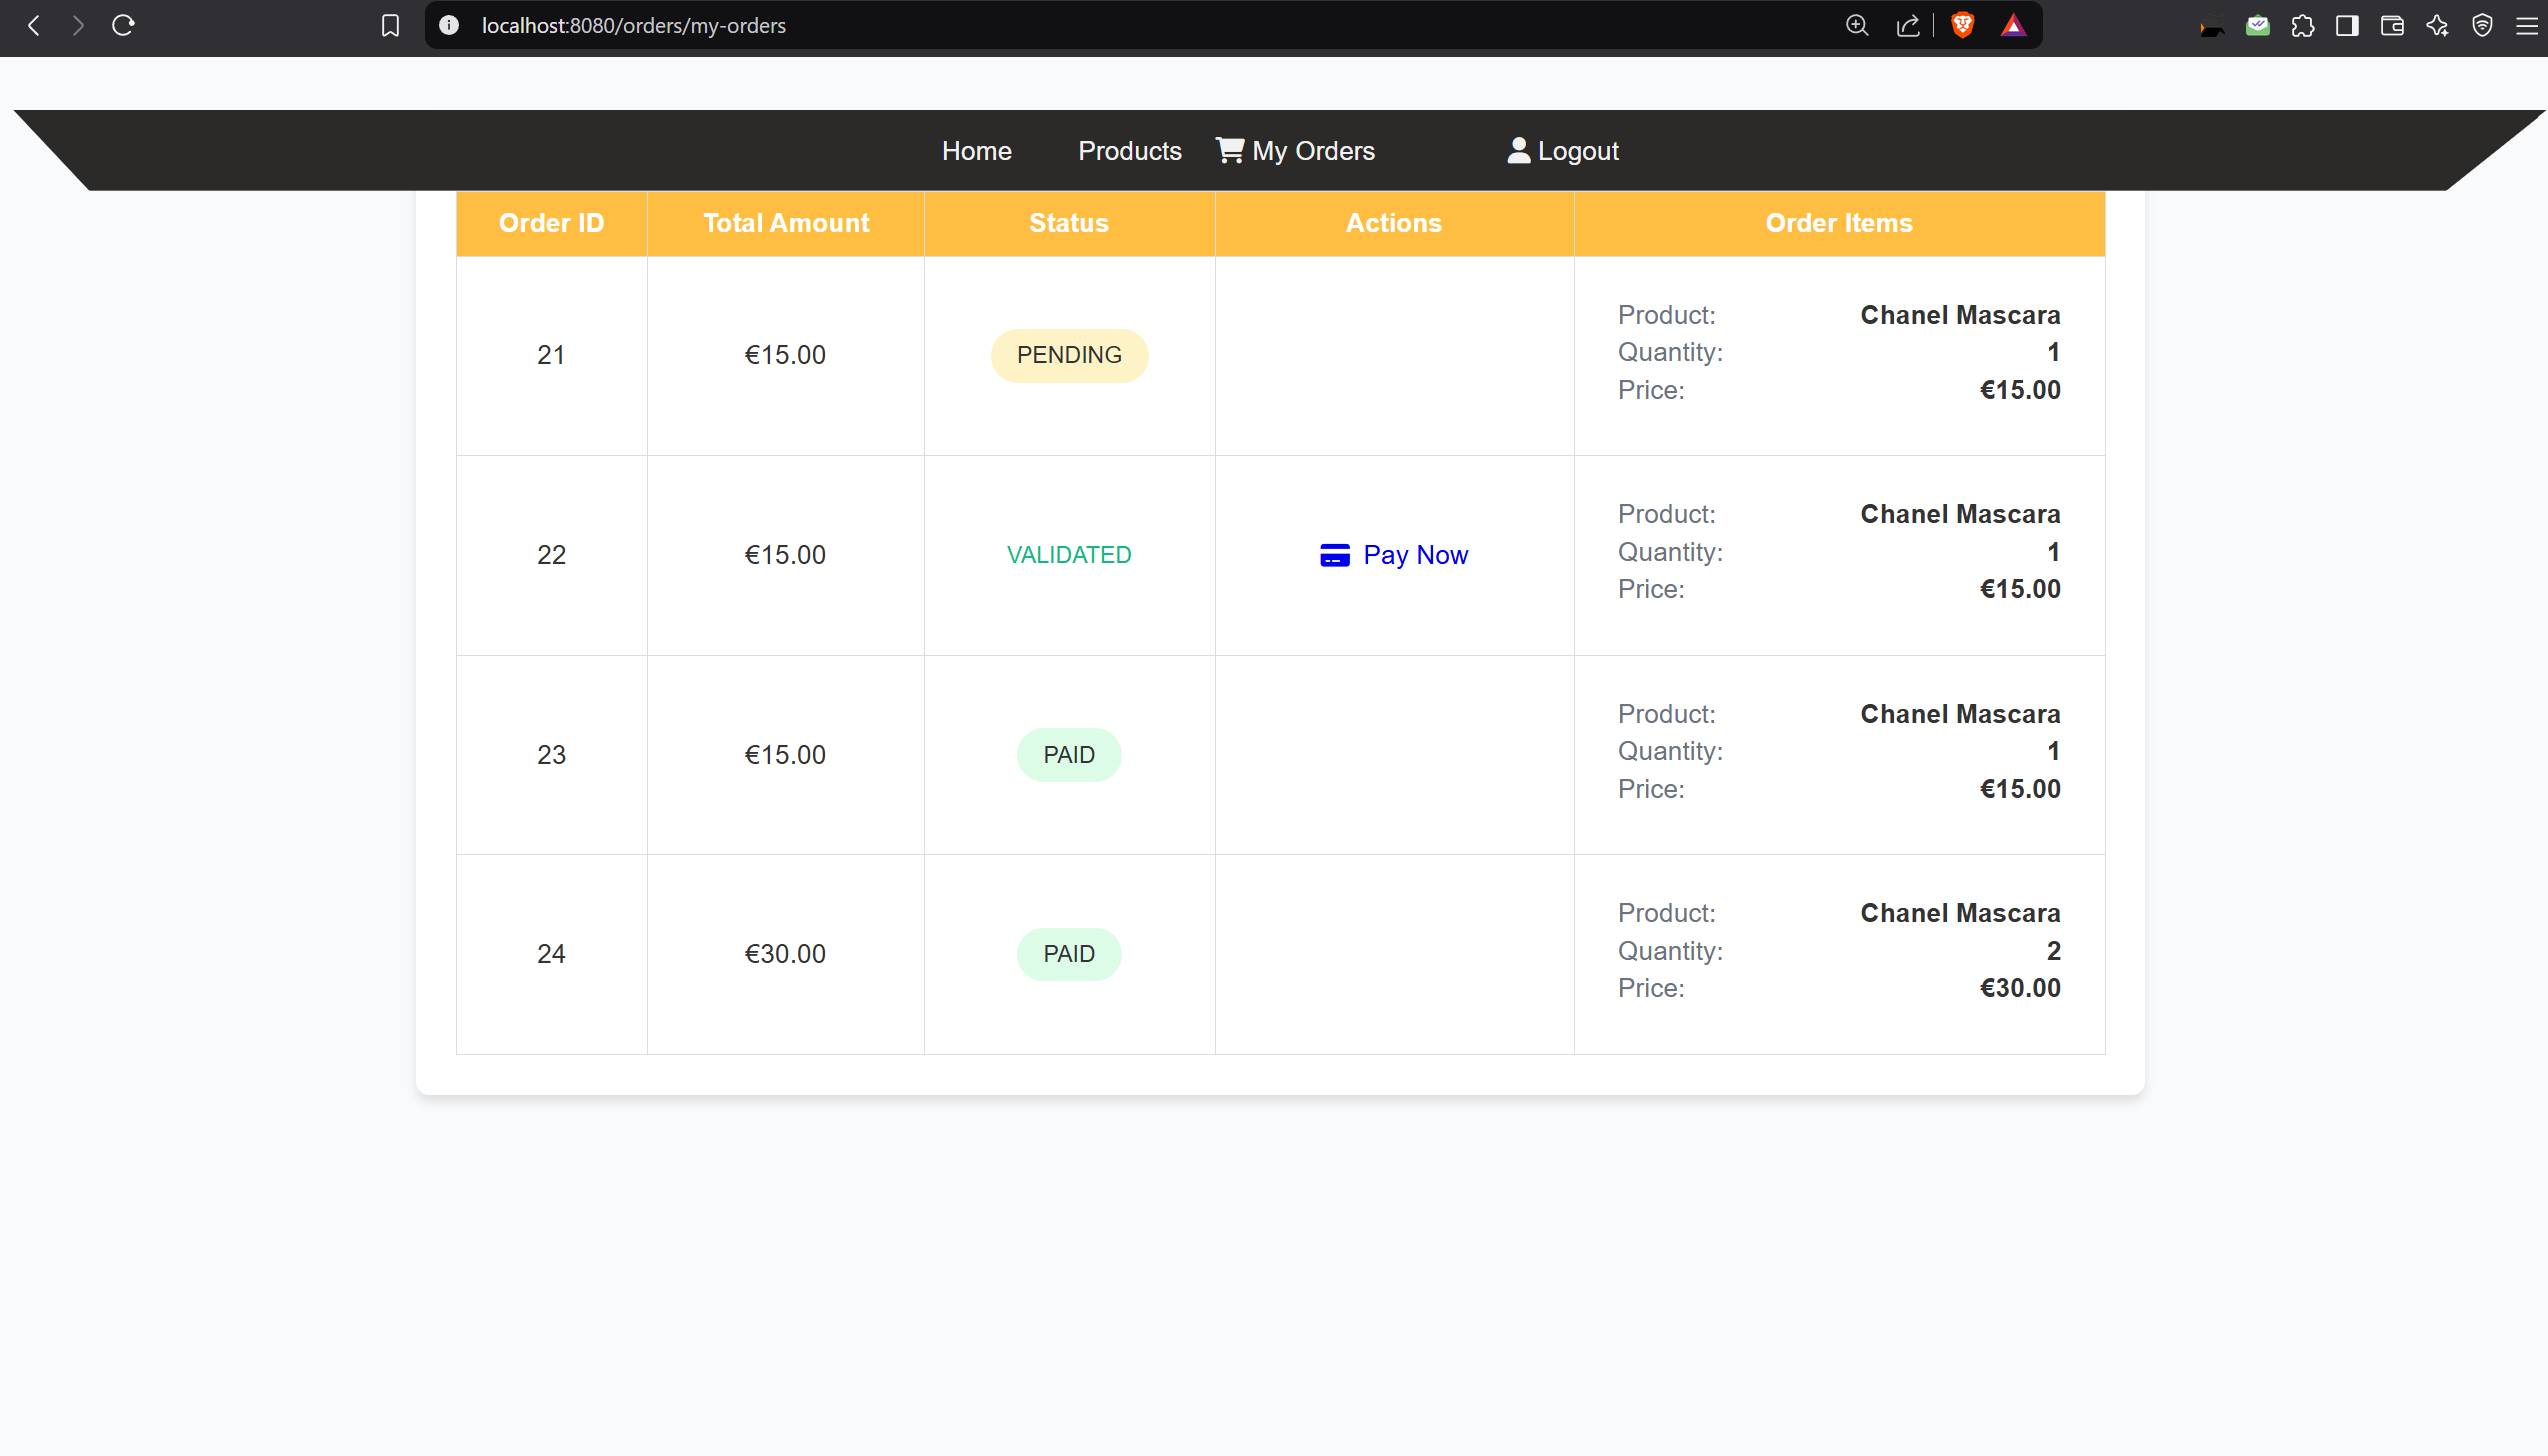 localhost:8080/orders/my-orders
Home Products My Orders Logout
Order ID Total Amount Status Actions Order Items
21 €15.00 PENDING
Product: Chanel Mascara
Quantity: 1
Price: €15.00
22 €15.00 VALIDATED Pay Now
Product: Chanel Mascara
Quantity: 1
Price: €15.00
23 €15.00 PAID
Product: Chanel Mascara
Quantity: 1
Price: €15.00
24 €30.00 PAID
Product: Chanel Mascara
Quantity: 2
Price: €30.00